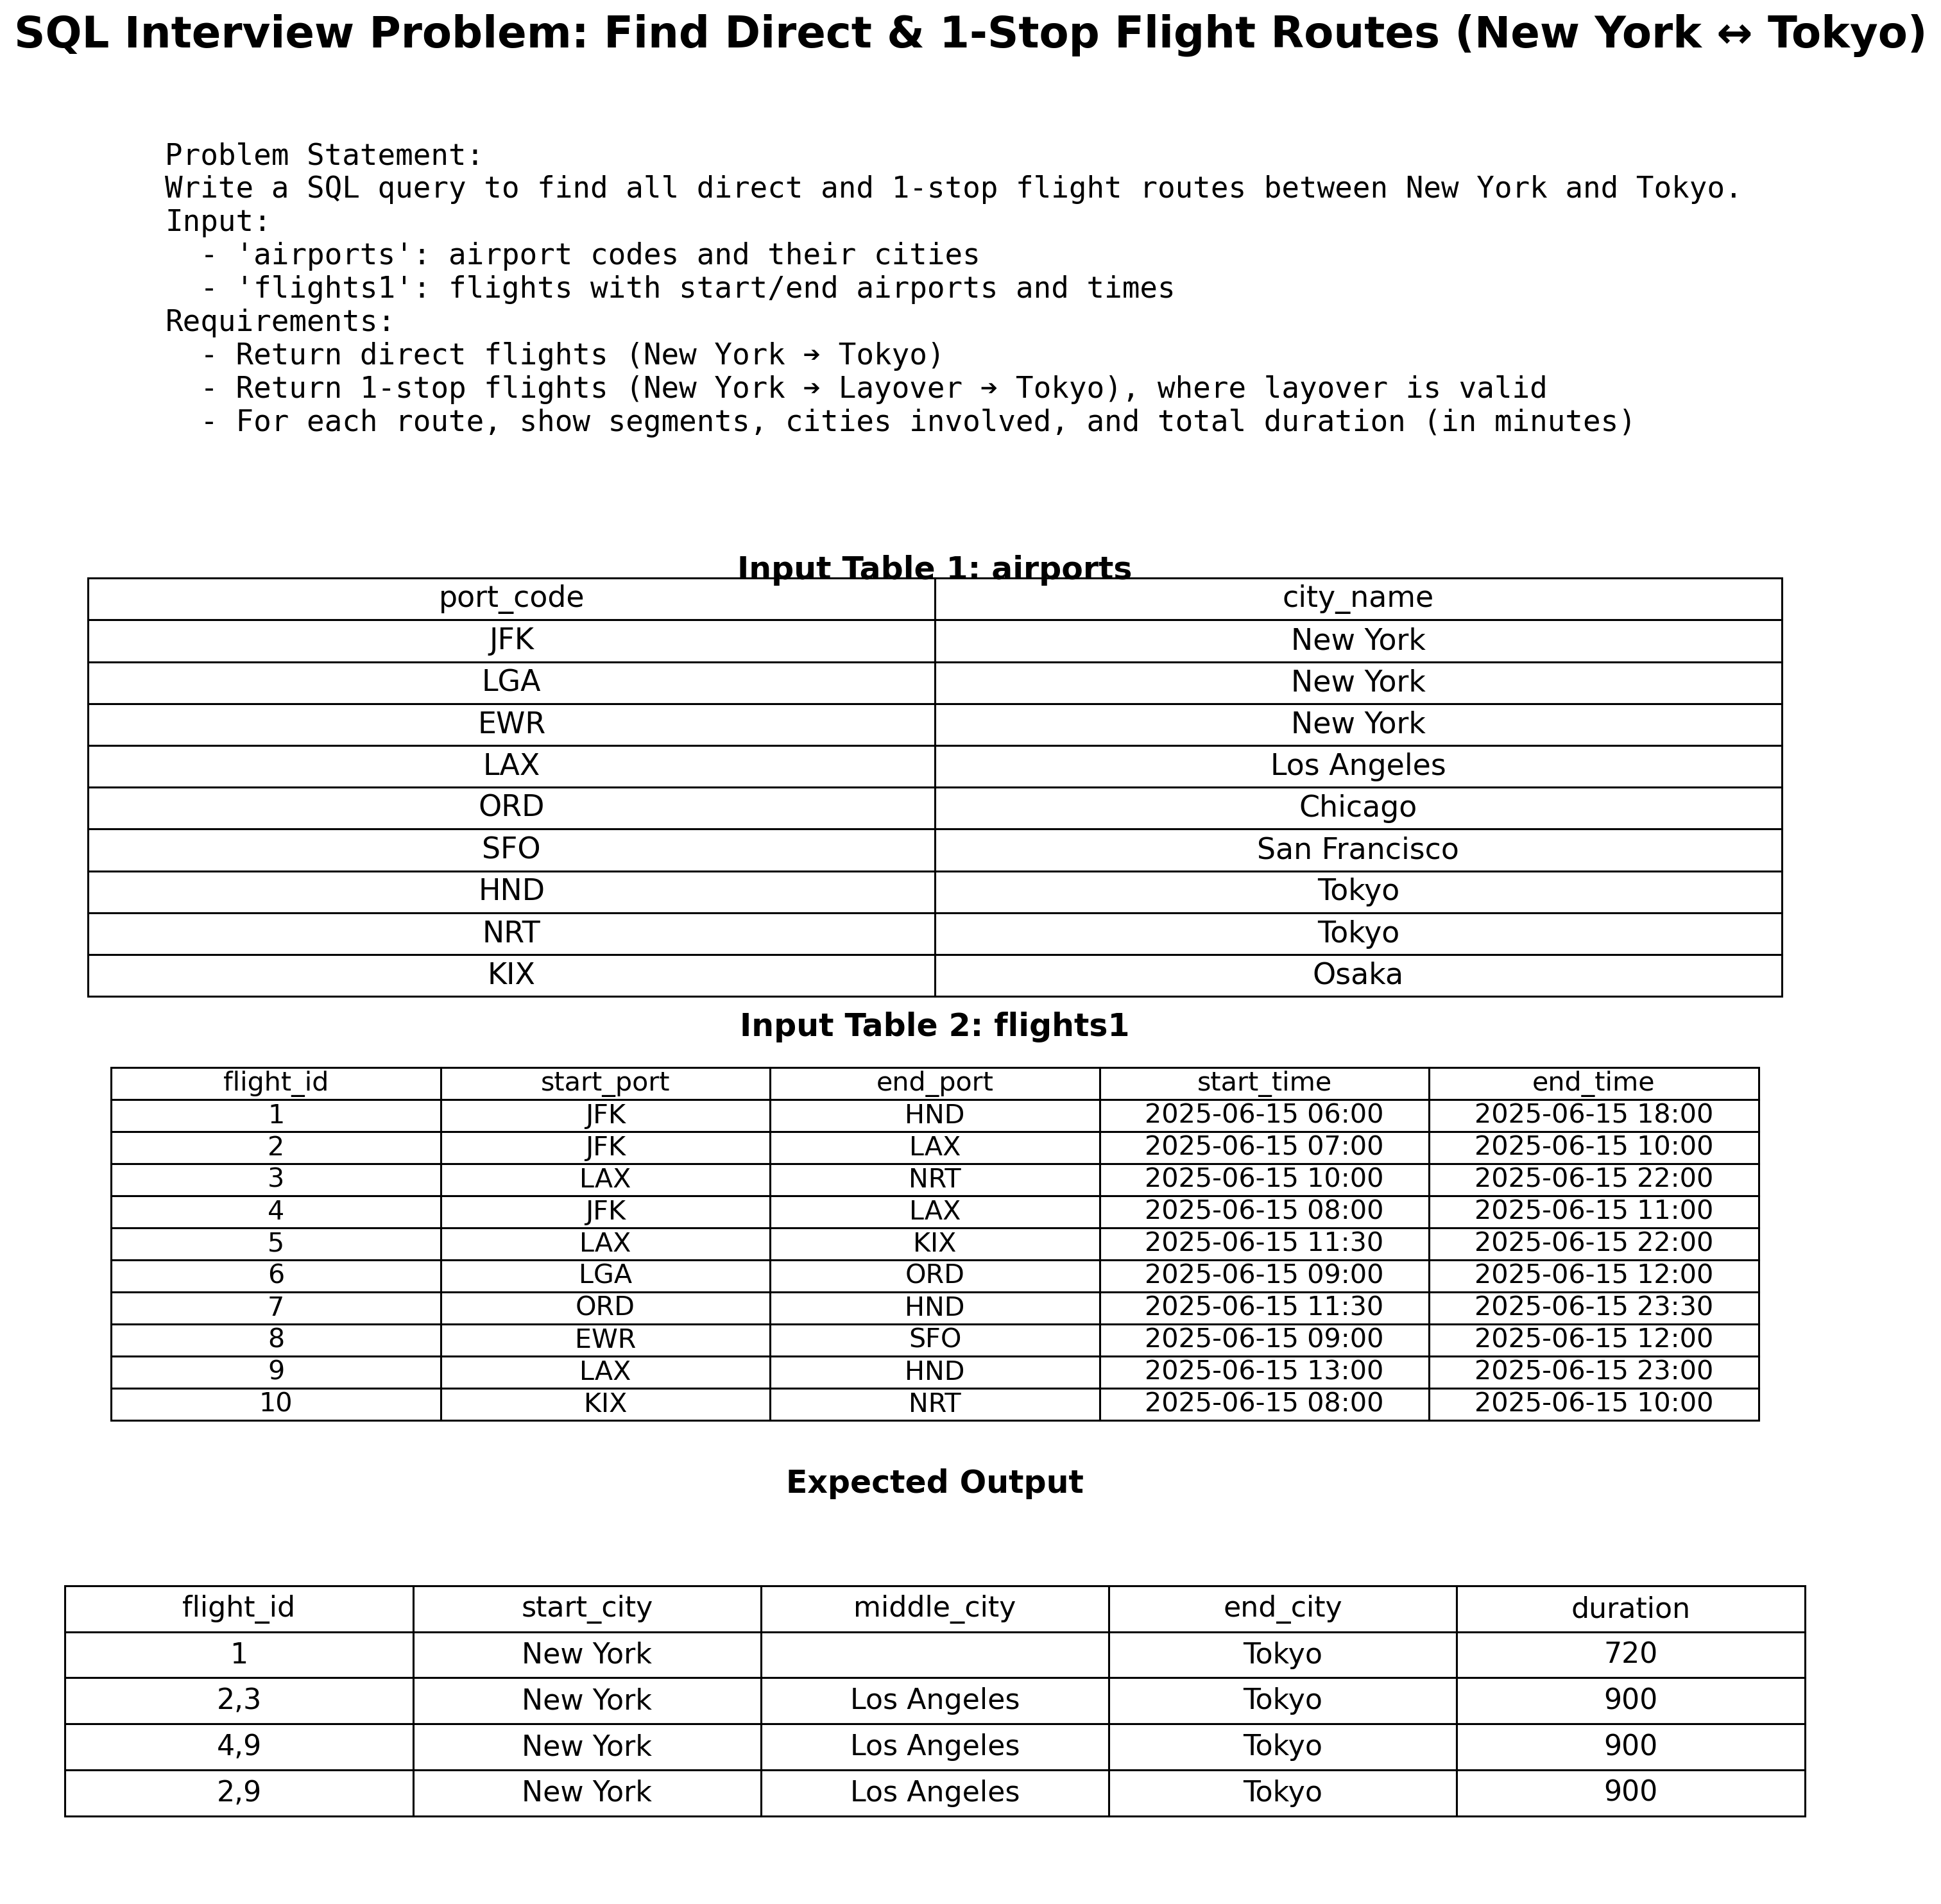 SQL Interview Problem: Find Direct & 1-Stop Flight Routes (New York ↔ Tokyo)
Problem Statement:
Write a SQL query to find all direct and 1-stop flight routes between New York and Tokyo.
Input:
- 'airports': airport codes and their cities
- 'flights1': flights with start/end airports and times
Requirements:
- Return direct flights (New York ➔ Tokyo)
- Return 1-stop flights (New York ➔ Layover ➔ Tokyo), where layover is valid
- For each route, show segments, cities involved, and total duration (in minutes)
Input Table 1: airports
port_code city_name
JFK New York
LGA New York
EWR New York
LAX Los Angeles
ORD Chicago
SFO San Francisco
HND Tokyo
NRT Tokyo
KIX Osaka
Input Table 2: flights1
flight_id start_port end_port start_time end_time
1 JFK HND 2025-06-15 06:00 2025-06-15 18:00
2 JFK LAX 2025-06-15 07:00 2025-06-15 10:00
3 LAX NRT 2025-06-15 10:00 2025-06-15 22:00
4 JFK LAX 2025-06-15 08:00 2025-06-15 11:00
5 LAX KIX 2025-06-15 11:30 2025-06-15 22:00
6 LGA ORD 2025-06-15 09:00 2025-06-15 12:00
7 ORD HND 2025-06-15 11:30 2025-06-15 23:30
8 EWR SFO 2025-06-15 09:00 2025-06-15 12:00
9 LAX HND 2025-06-15 13:00 2025-06-15 23:00
10 KIX NRT 2025-06-15 08:00 2025-06-15 10:00
Expected Output
flight_id start_city middle_city end_city duration
1 New York Tokyo 720
2,3 New York Los Angeles Tokyo 900
4,9 New York Los Angeles Tokyo 900
2,9 New York Los Angeles Tokyo 900